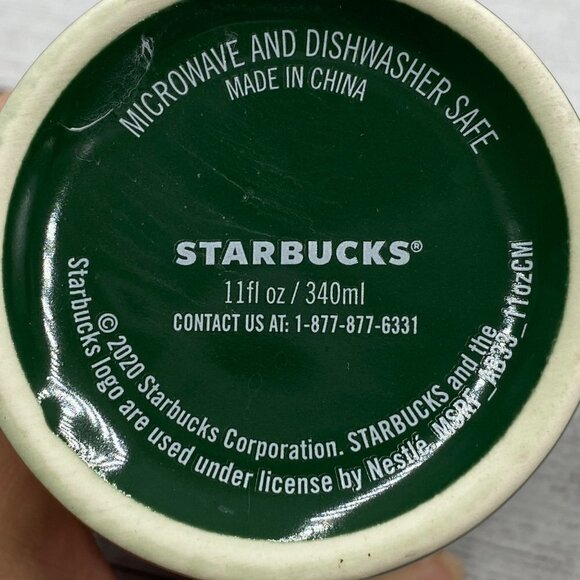 MICROWAVE AND DISHWASHER SAFE
MADE IN CHINA
STARBUCKS®
11fl oz / 340ml
CONTACT US AT: 1-877-877-6331
© 2020 Starbucks Corporation. STARBUCKS and the
Starbucks logo are used under license by Nestlé. MSRF_AB33_11ozCM